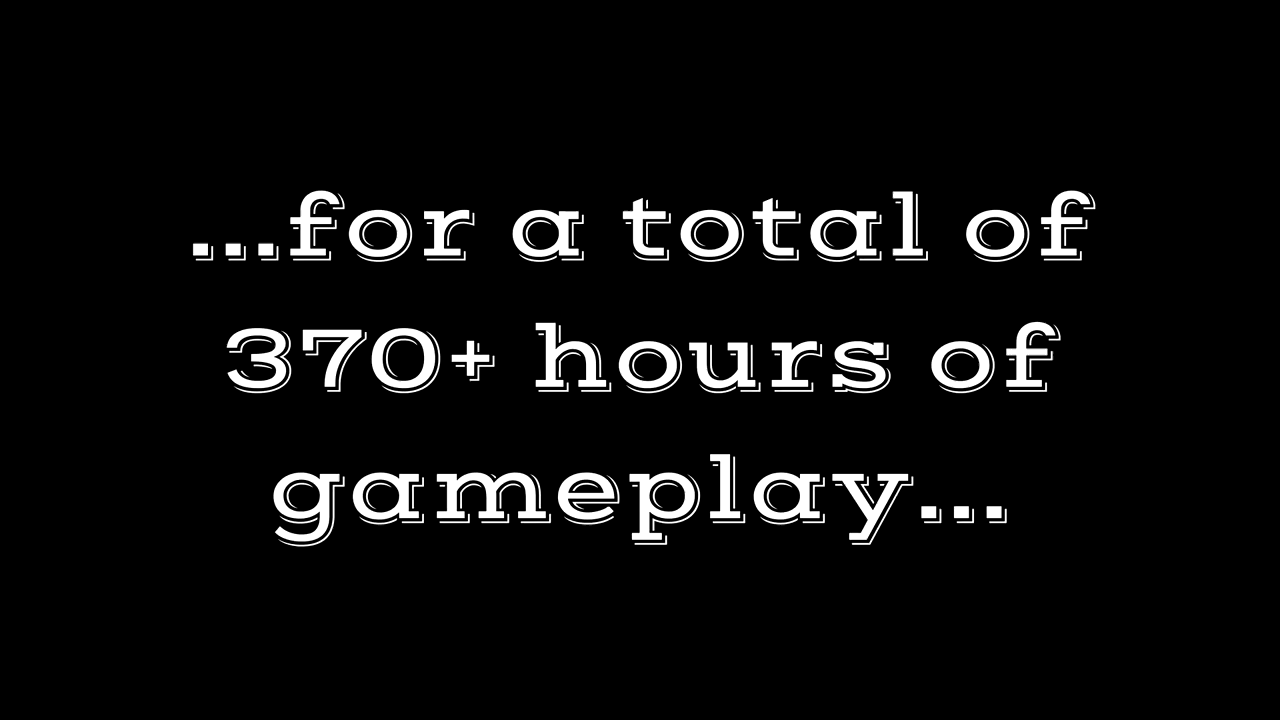 ...for a total of
370+ hours of
gameplay...